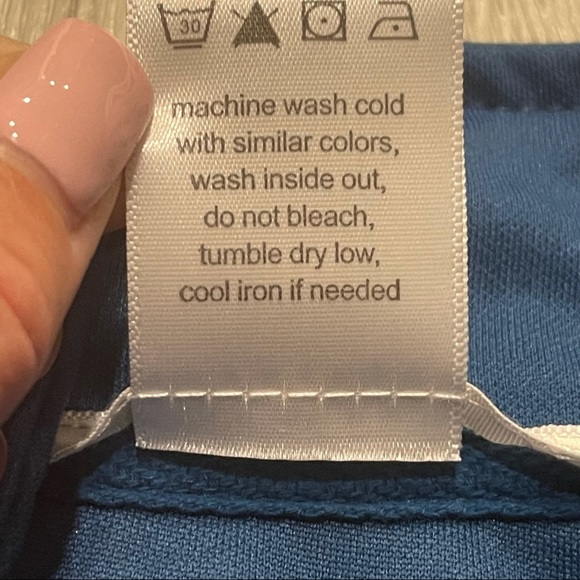 30
machine wash cold
with similar colors,
wash inside out,
do not bleach,
tumble dry low,
cool iron if needed